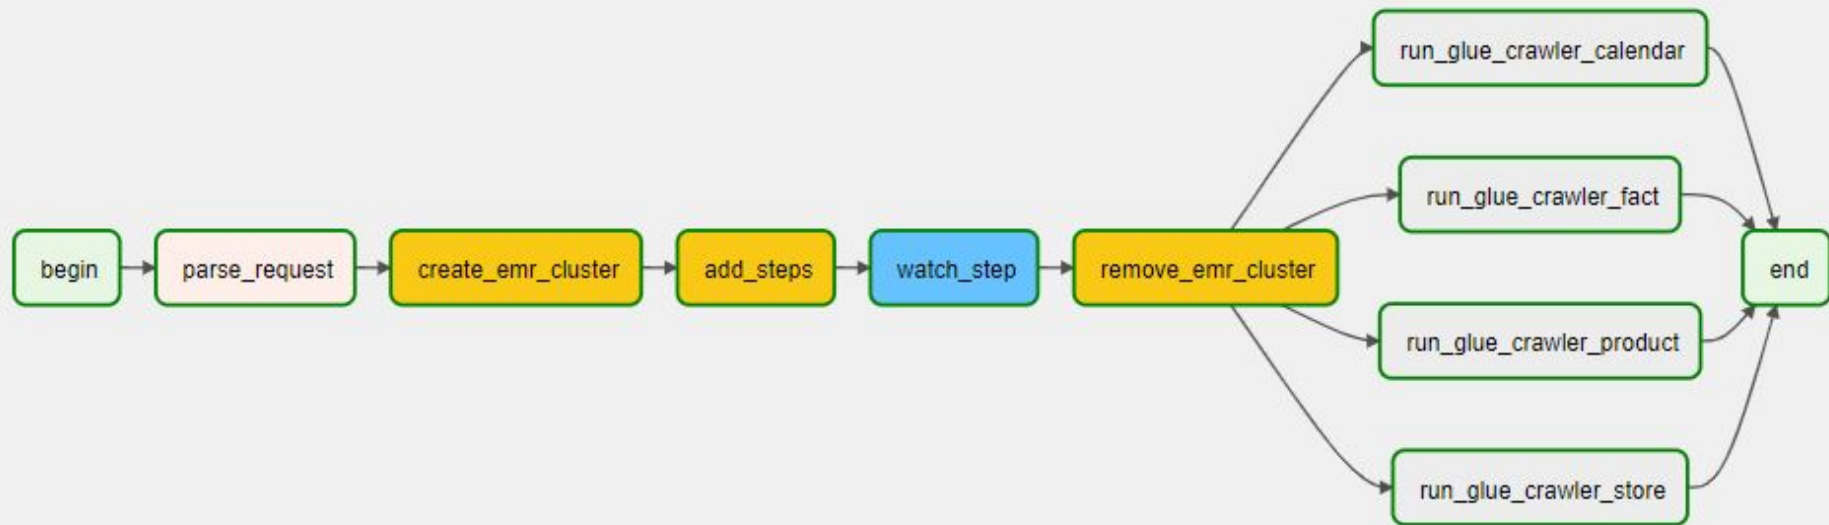 begin
parse_request
create_emr_cluster
add_steps
watch_step
remove_emr_cluster
run_glue_crawler_calendar
run_glue_crawler_fact
run_glue_crawler_product
run_glue_crawler_store
end